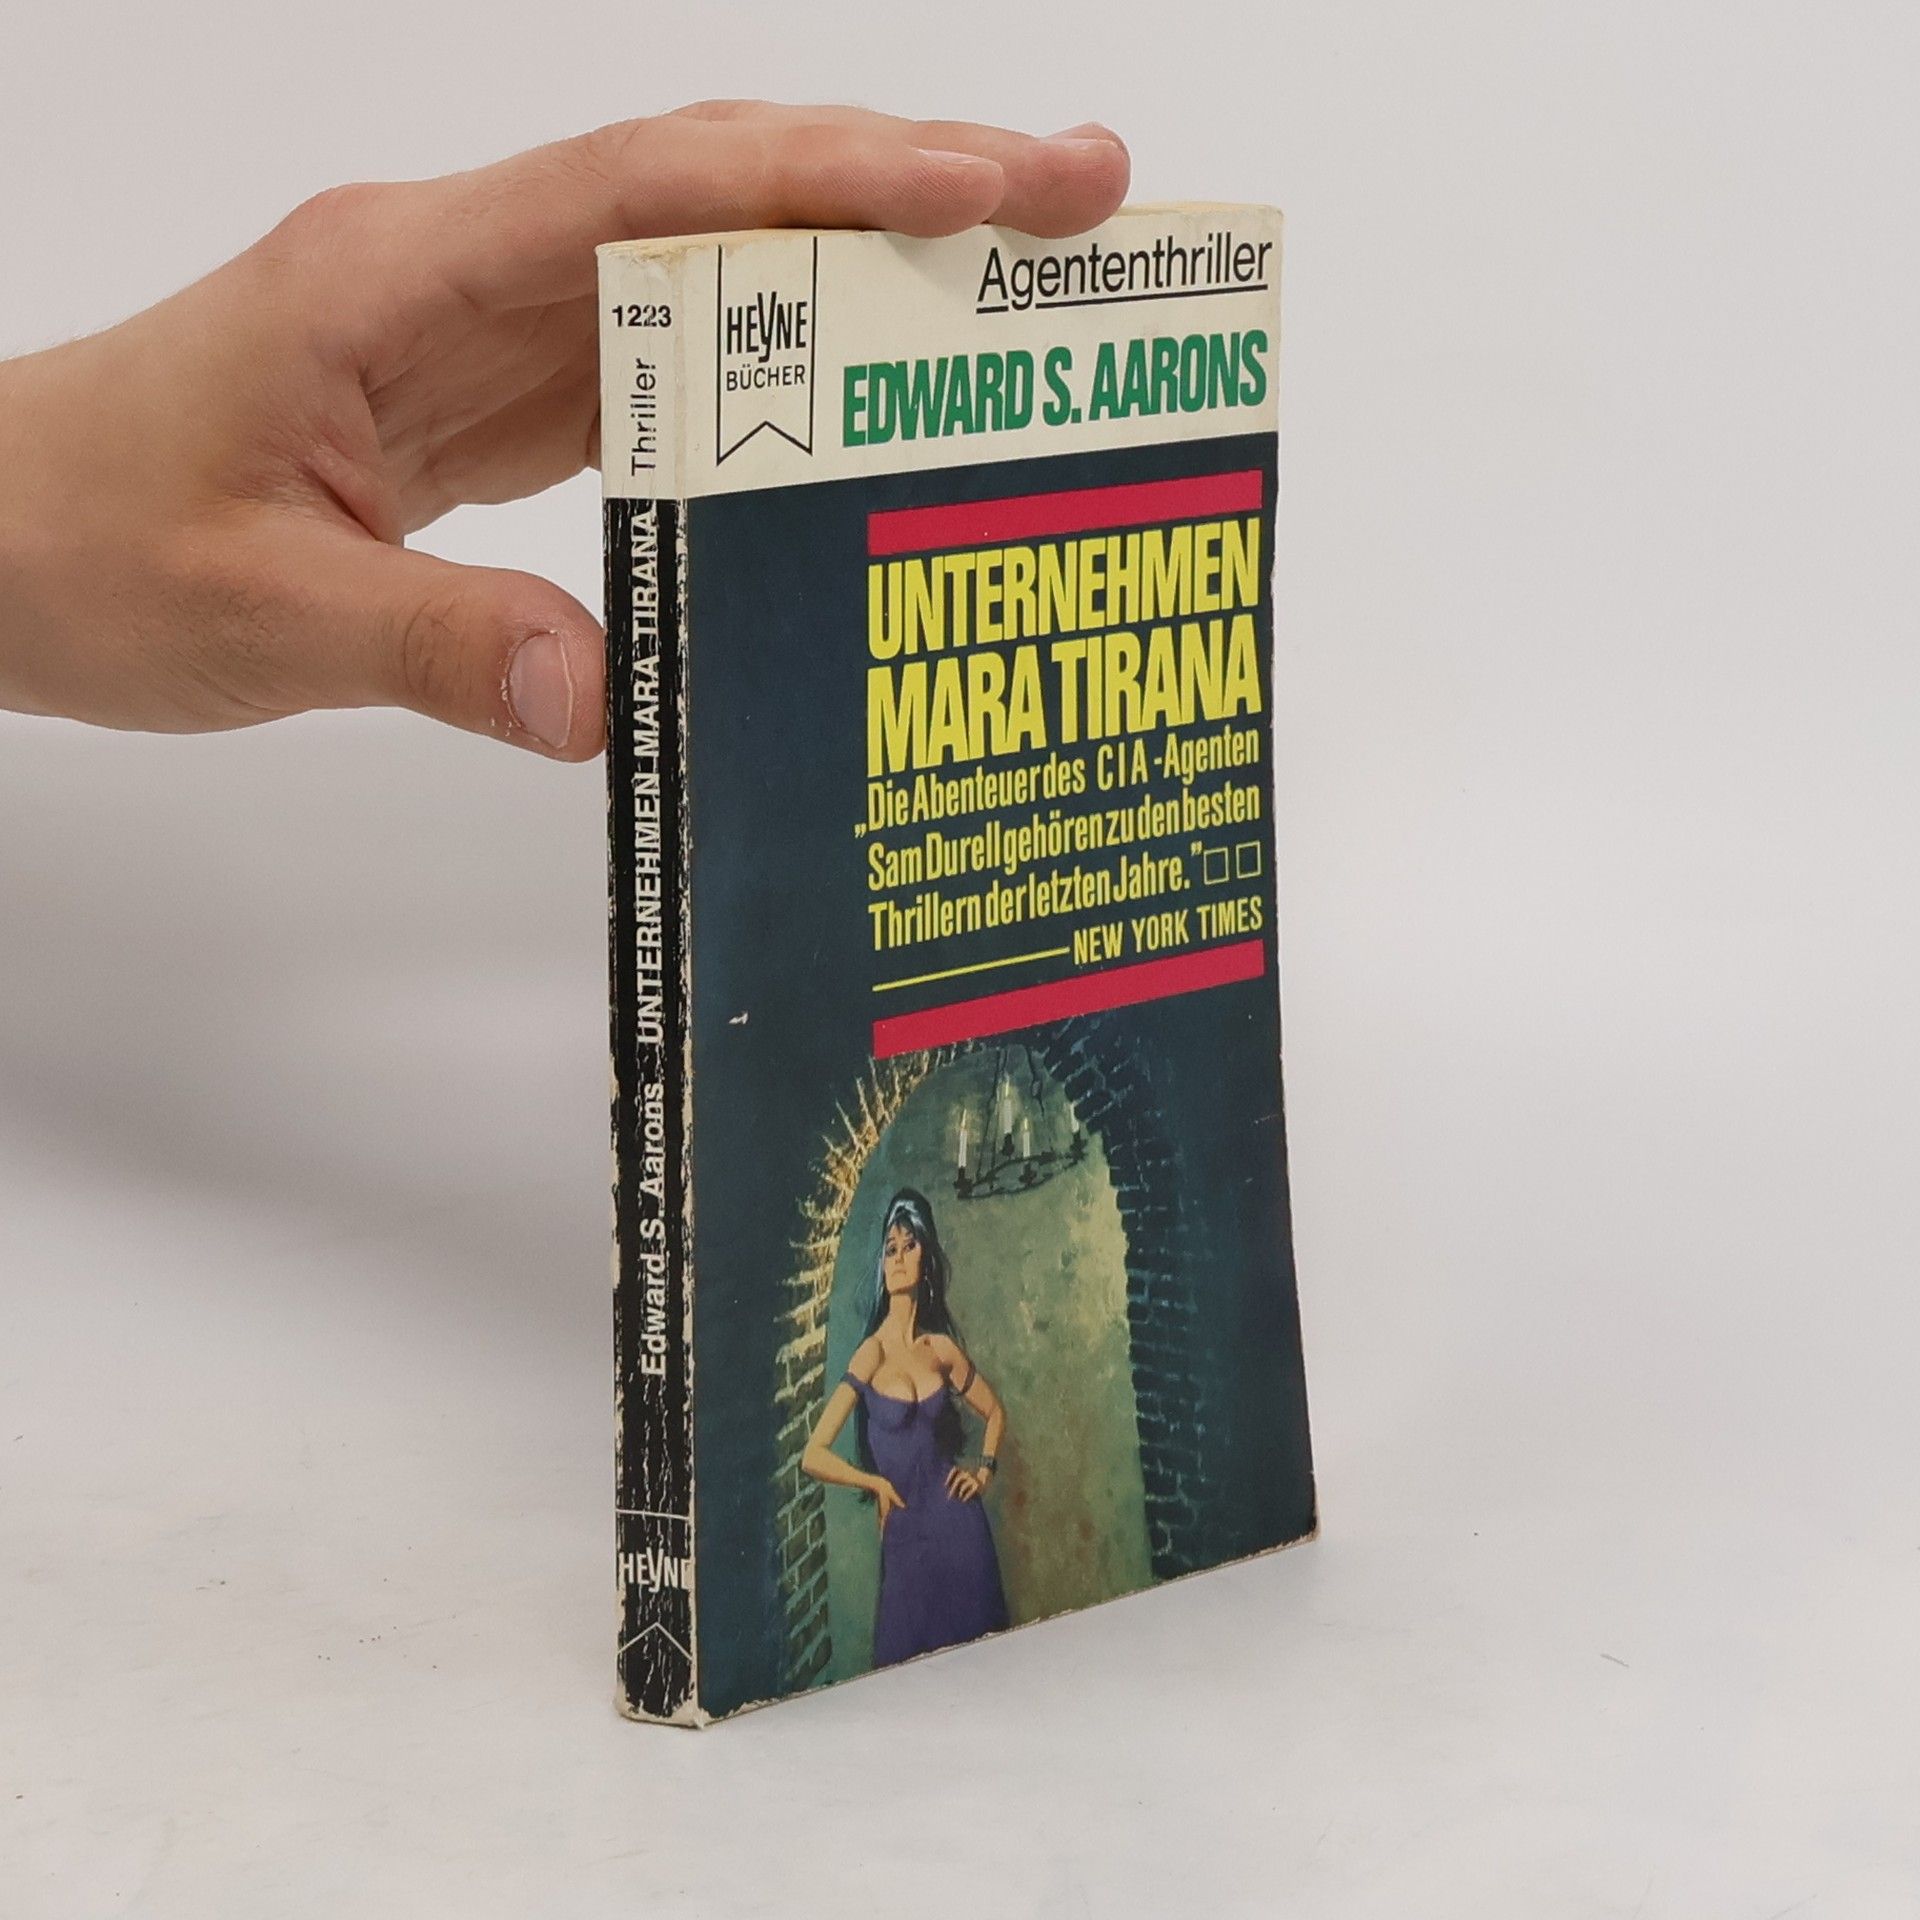 1223
Thriller
Edward S. Aarons UNTERNEHMEN MARA TIRANA
HEYNE
HEYNE
BÜCHER
Agententhriller
EDWARD S. AARONS
UNTERNEHMEN
MARA TIRANA
„Die Abenteuer des CIA-Agenten
Sam Durell gehören zu den besten
Thrillern der letzten Jahre.”
NEW YORK TIMES